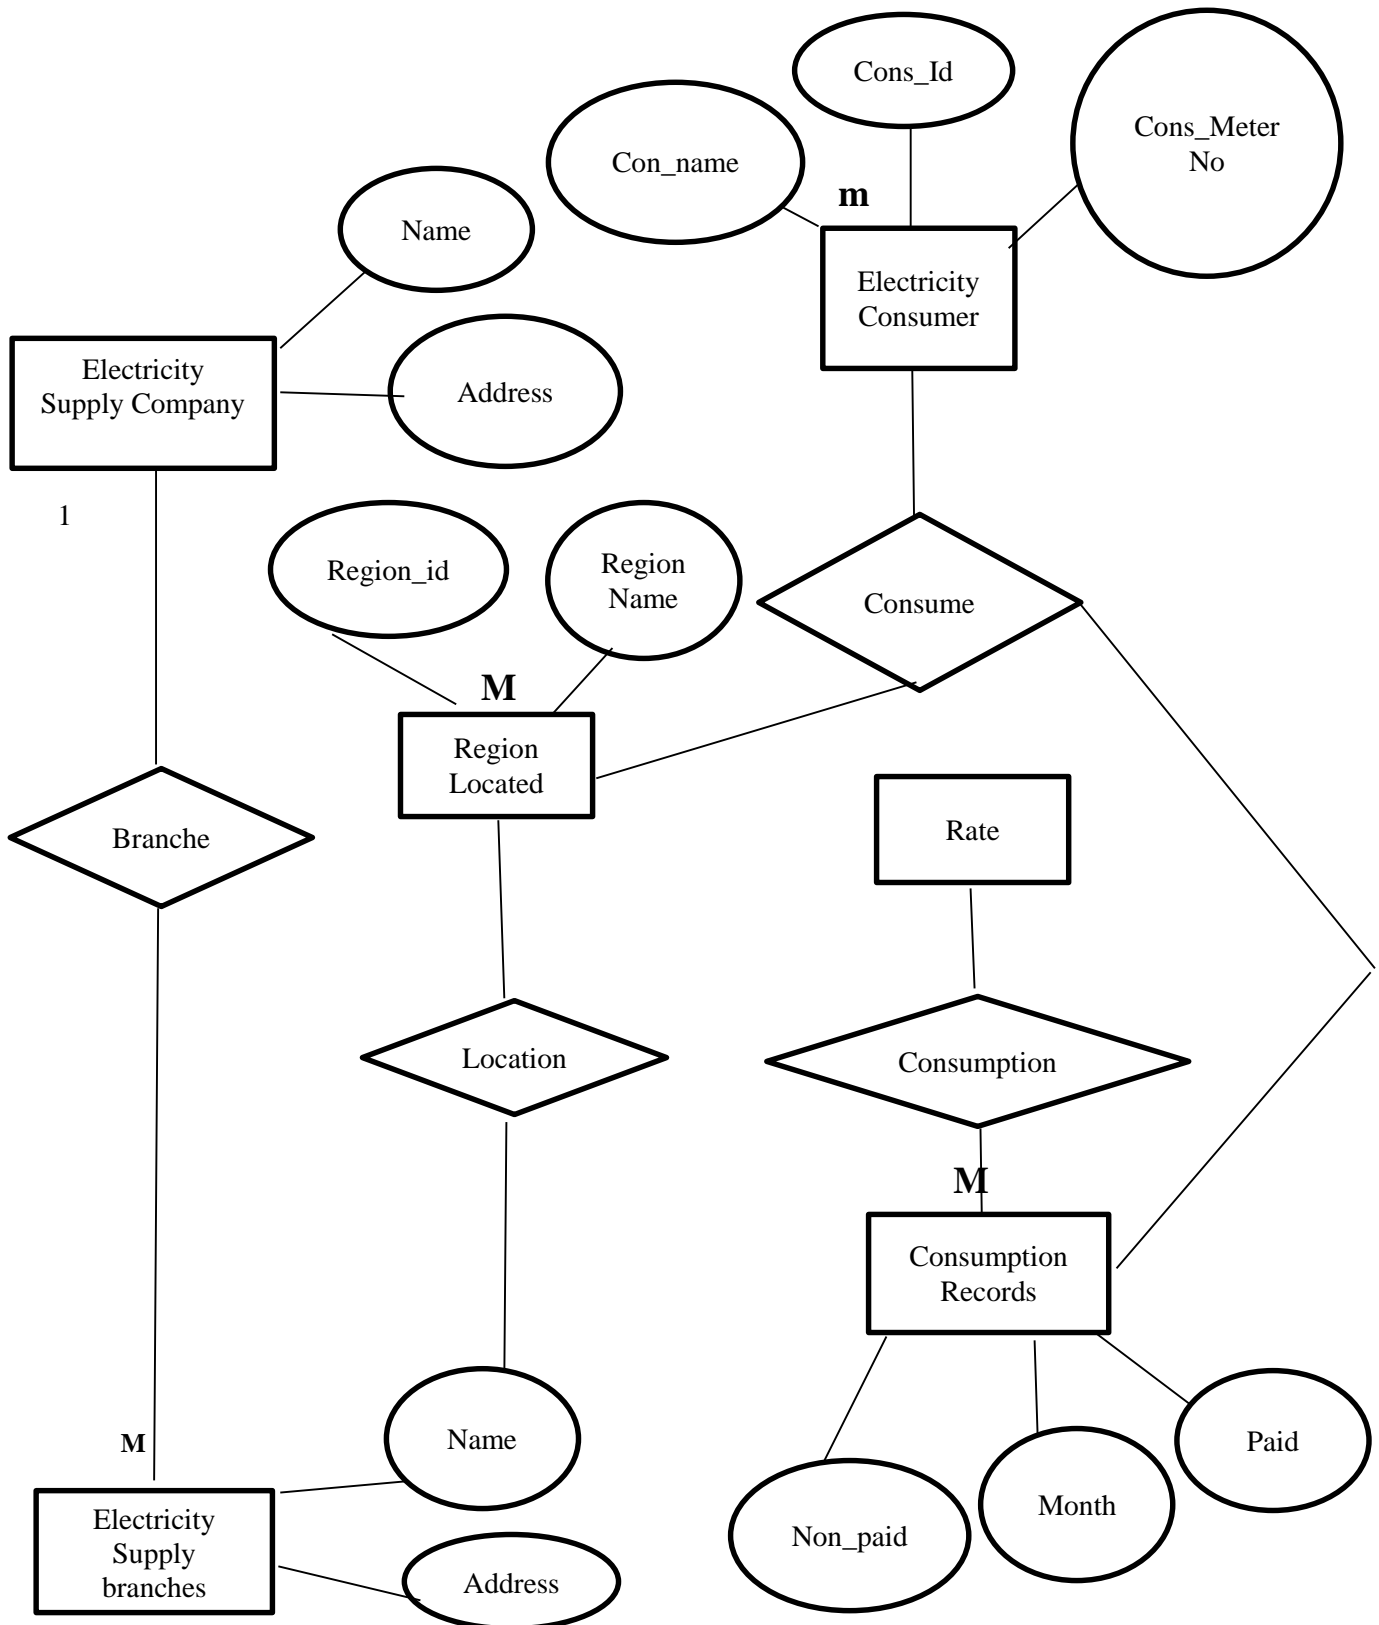 Cons_Id
Cons_Meter
No
Con_name
m
Name
Electricity
Consumer
Electricity
Supply Company
Address
1
Region_id
Region
Name
Consume
M
Region
Located
Rate
Branche
Location
Consumption
M
Consumption
Records
M
Name
Paid
Month
Electricity
Supply
branches
Non_paid
Address